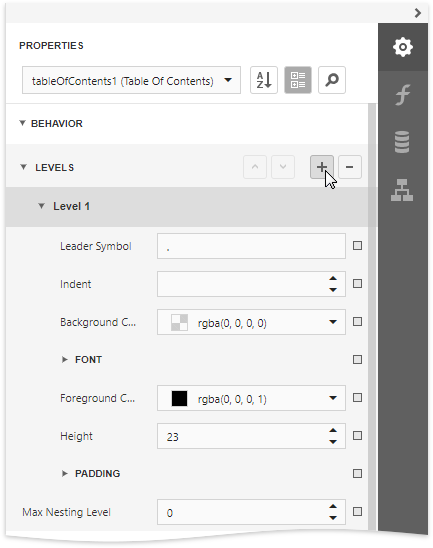 PROPERTIES
tableOfContents1 (Table Of Contents)
A
Z
BEHAVIOR
LEVELS
Level 1
Leader Symbol .
Indent
Background C... rgba(0, 0, 0, 0)
FONT
Foreground C... rgba(0, 0, 0, 1)
Height 23
PADDING
Max Nesting Level 0